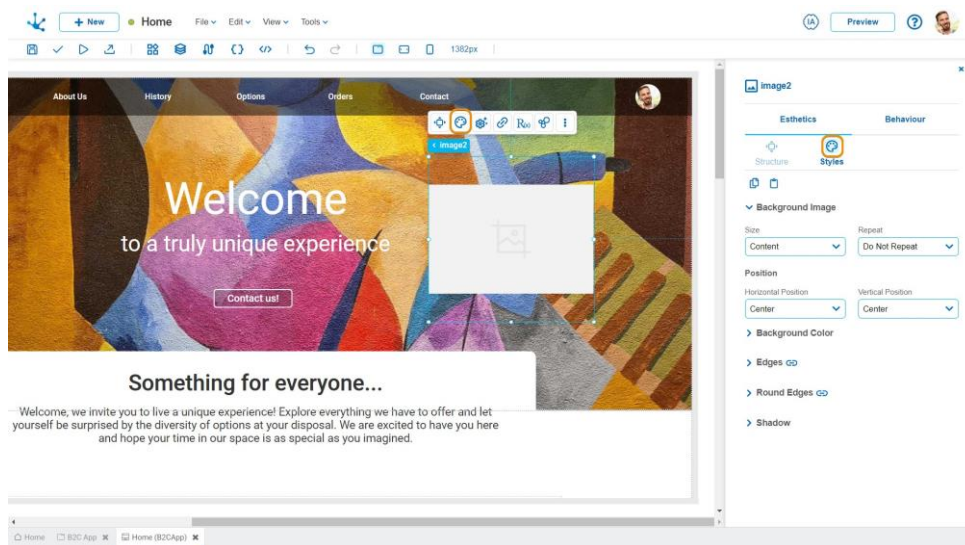 + New
Home
File
Edit
View
Tools
IA
Preview
?
1382px
About Us
History
Options
Orders
Contact
R(x)
< image2
Welcome
to a truly unique experience
Contact us!
Something for everyone...
Welcome, we invite you to live a unique experience! Explore everything we have to offer and let
yourself be surprised by the diversity of options at your disposal. We are excited to have you here
and hope your time in our space is as special as you imagined.
image2
Esthetics
Behaviour
Structure
Styles
Background Image
Size
Repeat
Content
Do Not Repeat
Position
Horizontal Position
Vertical Position
Center
Center
Background Color
Edges
Round Edges
Shadow
Home
B2C App
Home (B2CApp)